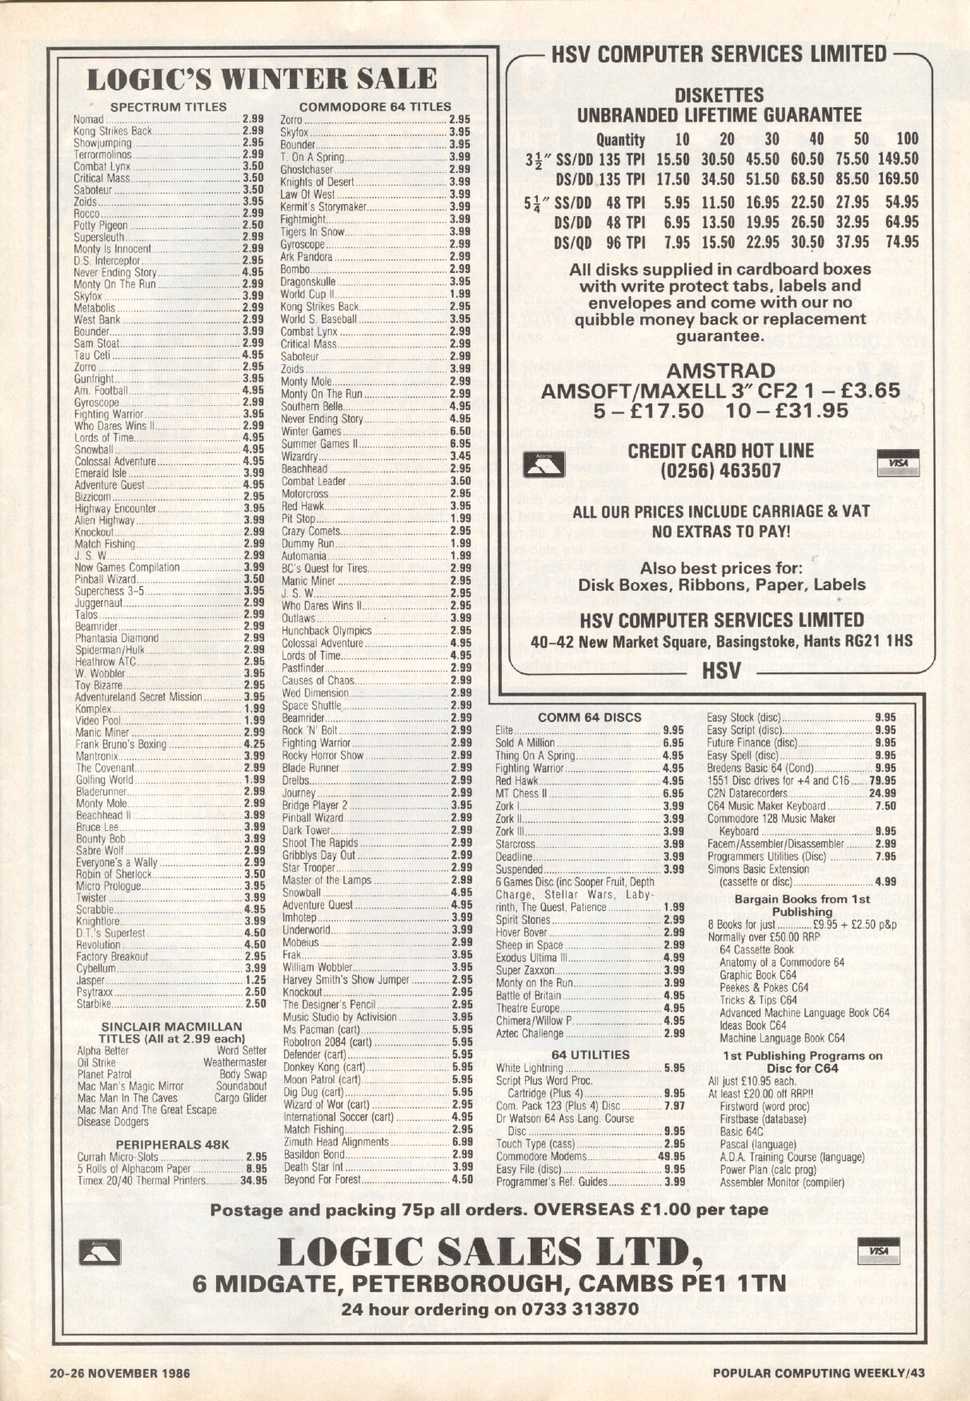 LOGIC'S WINTER SALE
SPECTRUM TITLES
Nomad 2.99
Kong Strikes Back 2.99
Showjumping 2.95
Terrormolinos 2.99
Combat Lynx 3.50
Critical Mass 3.50
Saboteur 3.50
Zoids 3.95
Rocco 2.99
Potty Pigeon 2.50
Supersleuth 2.99
Monty Is Innocent 2.99
D.S. Interceptor 2.95
Never Ending Story 4.95
Monty On The Run 2.99
Skyfox 3.99
Metabolis 2.99
West Bank 2.99
Bounder 3.99
Sam Stoat 2.99
Tau Ceti 4.95
Zorro 2.95
Gunfright 3.95
Am. Football 4.95
Gyroscope 2.99
Fighting Warrior 3.95
Who Dares Wins II 2.99
Lords of Time 4.95
Snowball 4.95
Colossal Adventure 4.95
Emerald Isle 3.99
Adventure Guest 4.95
Bizzicom 2.95
Highway Encounter 3.95
Alien Highway 3.99
Knockout 2.99
Match Fishing 2.99
J. S. W 2.99
Now Games Compilation 3.99
Pinball Wizard 3.50
Superchess 3-5 3.95
Juggernaut 2.99
Talos 2.99
Beamrider 2.99
Phantasia Diamond 2.99
Spiderman/Hulk 2.99
Heathrow ATC 2.95
W. Wobbler 3.95
Toy Bizarre 2.95
Adventureland Secret Mission 3.95
Komplex 1.99
Video Pool 1.99
Manic Miner 2.99
Frank Bruno's Boxing 4.25
Mantronix 3.99
The Covenant 2.99
Golfing World 1.99
Bladerunner 2.99
Monty Mole 2.99
Beachhead II 3.99
Bruce Lee 3.99
Bounty Bob 3.99
Sabre Wolf 2.99
Everyone's a Wally 2.99
Robin of Sherlock 3.50
Micro Prologue 3.95
Twister 3.99
Scrabble 4.95
Knightlore 3.99
D.T.'s Supertest 4.50
Revolution 4.50
Factory Breakout 2.95
Cybellum 3.99
Jasper 1.25
Psytraxx 2.50
Starbike 2.50
SINCLAIR MACMILLAN
TITLES (All at 2.99 each)
Alpha Better Word Setter
Oil Strike Weathermaster
Planet Patrol Body Swap
Mac Man's Magic Mirror Soundabout
Mac Man In The Caves Cargo Glider
Mac Man And The Great Escape
Disease Dodgers
PERIPHERALS 48K
Currah Micro-Slots 2.95
5 Rolls of Alphacom Paper 8.95
Timex 20/40 Thermal Printers 34.95
COMMODORE 64 TITLES
Zorro 2.95
Skyfox 3.95
Bounder 3.95
T. On A Spring 3.99
Ghostchaser 2.99
Knights of Desert 3.99
Law Of West 3.99
Kermit's Storymaker 3.99
Fightmight 3.99
Tigers In Snow 3.99
Gyroscope 2.99
Ark Pandora 2.99
Bombo 2.99
Dragonskulle 3.95
World Cup II 1.99
Kong Strikes Back 2.95
World S. Baseball 3.95
Combat Lynx 2.99
Critical Mass 2.99
Saboteur 2.99
Zoids 3.99
Monty Mole 2.99
Monty On The Run 2.99
Southern Belle 4.95
Never Ending Story 4.95
Winter Games 6.50
Summer Games II 6.95
Wizardry 3.45
Beachhead 2.95
Combat Leader 3.50
Motorcross 2.95
Red Hawk 3.95
Pit Stop 1.99
Crazy Comets 2.95
Dummy Run 1.99
Automania 1.99
BC's Quest for Tires 2.99
Manic Miner 2.95
J. S. W 2.95
Who Dares Wins II 2.95
Outlaws 3.99
Hunchback Olympics 2.95
Colossal Adventure 4.95
Lords of Time 4.95
Pastfinder 2.99
Causes of Chaos 2.99
Wed Dimension 2.99
Space Shuttle 2.99
Beamrider 2.99
Rock 'N' Bolt 2.99
Fighting Warrior 2.99
Rocky Horror Show 2.99
Blade Runner 2.99
Drelbs 2.99
Journey 2.99
Bridge Player 2 3.95
Pinball Wizard 2.99
Dark Tower 2.99
Shoot The Rapids 2.99
Gribblys Day Out 2.99
Star Trooper 2.99
Master of the Lamps 2.99
Snowball 4.95
Adventure Quest 4.95
Imhotep 3.99
Underworld 3.99
Mobeius 2.99
Frak 3.95
William Wobbler 3.95
Harvey Smith's Show Jumper 2.95
Knockout 2.95
The Designer's Pencil 2.95
Music Studio by Activision 3.95
Ms Pacman (cart) 5.95
Robotron 2084 (cart) 5.95
Defender (cart) 5.95
Donkey Kong (cart) 5.95
Moon Patrol (cart) 5.95
Dig Dug (cart) 5.95
Wizard of Wor (cart) 2.95
International Soccer (cart) 4.95
Match Fishing 2.95
Zimuth Head Alignments 6.99
Basildon Bond 2.99
Death Star Int 3.99
Beyond For Forest 4.50
HSV COMPUTER SERVICES LIMITED
DISKETTES
UNBRANDED LIFETIME GUARANTEE
Quantity 10 20 30 40 50 100
3½" SS/DD 135 TPI 15.50 30.50 45.50 60.50 75.50 149.50
DS/DD 135 TPI 17.50 34.50 51.50 68.50 85.50 169.50
5¼" SS/DD 48 TPI 5.95 11.50 16.95 22.50 27.95 54.95
DS/DD 48 TPI 6.95 13.50 19.95 26.50 32.95 64.95
DS/QD 96 TPI 7.95 15.50 22.95 30.50 37.95 74.95
All disks supplied in cardboard boxes
with write protect tabs, labels and
envelopes and come with our no
quibble money back or replacement
guarantee.
AMSTRAD
AMSOFT/MAXELL 3" CF2 1 – £3.65
5 – £17.50 10 – £31.95
CREDIT CARD HOT LINE
(0256) 463507
VISA
ALL OUR PRICES INCLUDE CARRIAGE & VAT
NO EXTRAS TO PAY!
Also best prices for:
Disk Boxes, Ribbons, Paper, Labels
HSV COMPUTER SERVICES LIMITED
40-42 New Market Square, Basingstoke, Hants RG21 1HS
HSV
COMM 64 DISCS
Elite 9.95
Sold A Million 6.95
Thing On A Spring 4.95
Fighting Warrior 4.95
Red Hawk 4.95
MT Chess II 6.95
Zork I 3.99
Zork II 3.99
Zork III 3.99
Starcross 3.99
Deadline 3.99
Suspended 3.99
6 Games Disc (inc Sooper Fruit, Depth
Charge, Stellar Wars, Laby-
rinth, The Quest, Patience 1.99
Spirit Stones 2.99
Hover Bover 2.99
Sheep in Space 2.99
Exodus Ultima III 4.99
Super Zaxxon 3.99
Monty on the Run 3.99
Battle of Britain 4.95
Theatre Europe 4.95
Chimera/Willow P 4.95
Aztec Challenge 2.99
64 UTILITIES
White Lightning 5.95
Script Plus Word Proc.
Cartridge (Plus 4) 9.95
Com. Pack 123 (Plus 4) Disc 7.97
Dr Watson 64 Ass Lang. Course
Disc 9.95
Touch Type (cass) 2.95
Commodore Modems 49.95
Easy File (disc) 9.95
Programmer's Ref. Guides 3.99
Easy Stock (disc) 9.95
Easy Script (disc) 9.95
Future Finance (disc) 9.95
Easy Spell (disc) 9.95
Bredens Basic 64 (Cond) 9.95
1551 Disc drives for +4 and C16 79.95
C2N Datarecorders 24.99
C64 Music Maker Keyboard 7.50
Commodore 128 Music Maker
Keyboard 9.95
Facem/Assembler/Disassembler 2.99
Programmers Utilities (Disc) 7.95
Simons Basic Extension
(cassette or disc) 4.99
Bargain Books from 1st
Publishing
8 Books for just £9.95 + £2.50 p&p
Normally over £50.00 RRP
64 Cassette Book
Anatomy of a Commodore 64
Graphic Book C64
Peekes & Pokes C64
Tricks & Tips C64
Advanced Machine Language Book C64
Ideas Book C64
Machine Language Book C64
1st Publishing Programs on
Disc for C64
All just £10.95 each.
At least £20.00 off RRP!!
Firstword (word proc)
Firstbase (database)
Basic 64C
Pascal (language)
A.D.A. Training Course (language)
Power Plan (calc prog)
Assembler Monitor (compiler)
Postage and packing 75p all orders. OVERSEAS £1.00 per tape
LOGIC SALES LTD,
VISA
6 MIDGATE, PETERBOROUGH, CAMBS PE1 1TN
24 hour ordering on 0733 313870
20-26 NOVEMBER 1986
POPULAR COMPUTING WEEKLY/43